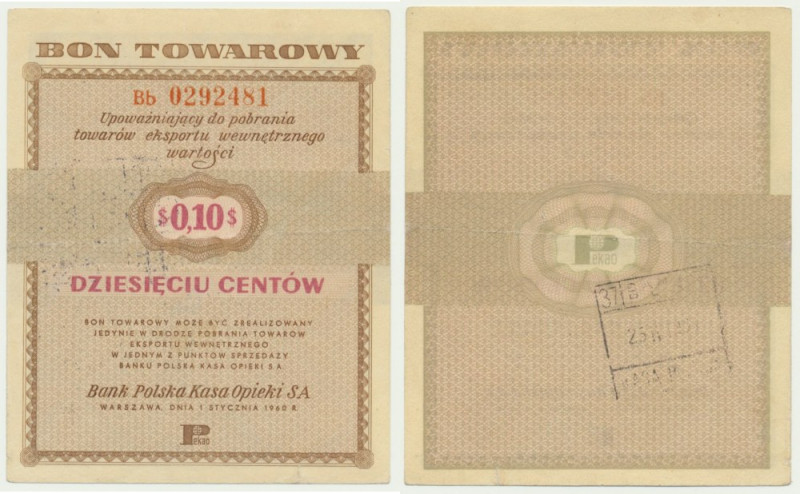 BON TOWAROWY
Bb 0292481
Upoważniający do pobrania
towarów eksportu wewnętrznego
wartości
$0,10$
DZIESIĘCIU CENTÓW
BON TOWAROWY MOŻE BYĆ ZREALIZOWANY
JEDYNIE W DRODZE POBRANIA TOWARÓW
EKSPORTU WEWNĘTRZNEGO
W JEDNYM Z PUNKTÓW SPRZEDAŻY
BANKU POLSKA KASA OPIEKI S.A.
Bank Polska Kasa Opieki SA
WARSZAWA, DNIA 1 STYCZNIA 1960 R.
Pekao
Pekao
371